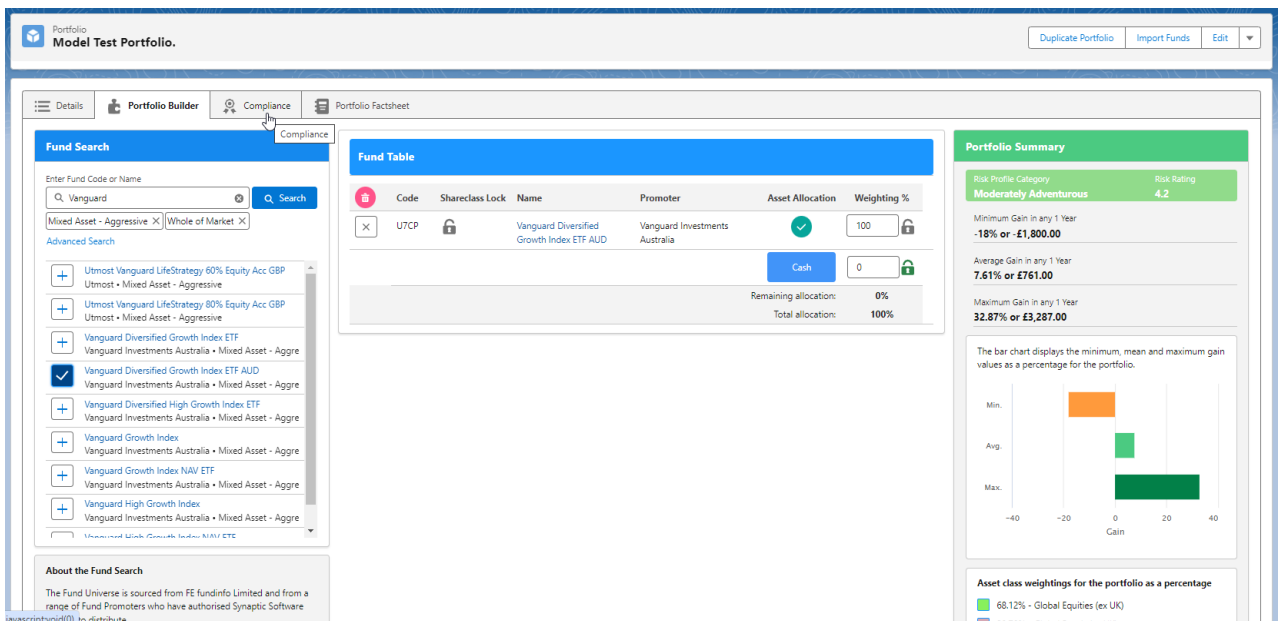 Portfolio
Model Test Portfolio.
Duplicate Portfolio
Import Funds
Edit
Details
Portfolio Builder
Compliance
Portfolio Factsheet
Compliance
Fund Search
Enter Fund Code or Name
Vanguard
Search
Mixed Asset - Aggressive
Whole of Market
Advanced Search
Utmost Vanguard LifeStrategy 60% Equity Acc GBP
Utmost • Mixed Asset - Aggressive
Utmost Vanguard LifeStrategy 80% Equity Acc GBP
Utmost • Mixed Asset - Aggressive
Vanguard Diversified Growth Index ETF
Vanguard Investments Australia • Mixed Asset - Aggre
Vanguard Diversified Growth Index ETF AUD
Vanguard Investments Australia • Mixed Asset - Aggre
Vanguard Diversified High Growth Index ETF
Vanguard Investments Australia • Mixed Asset - Aggre
Vanguard Growth Index
Vanguard Investments Australia • Mixed Asset - Aggre
Vanguard Growth Index NAV ETF
Vanguard Investments Australia • Mixed Asset - Aggre
Vanguard High Growth Index
Vanguard Investments Australia • Mixed Asset - Aggre
Vanguard High Growth Index NAV ETF
About the Fund Search
The Fund Universe is sourced from FE fundinfo Limited and from a
range of Fund Promoters who have authorised Synaptic Software
to distribute
javascript:void(0)
Fund Table
Code Shareclass Lock Name Promoter Asset Allocation Weighting %
U7CP Vanguard Diversified Vanguard Investments 100
Growth Index ETF AUD Australia
Cash 0
Remaining allocation: 0%
Total allocation: 100%
Portfolio Summary
Risk Profile Category Risk Rating
Moderately Adventurous 4.2
Minimum Gain in any 1 Year
-18% or -£1,800.00
Average Gain in any 1 Year
7.61% or £761.00
Maximum Gain in any 1 Year
32.87% or £3,287.00
The bar chart displays the minimum, mean and maximum gain
values as a percentage for the portfolio.
Min.
Avg.
Max.
−40 −20 0 20 40
Gain
Asset class weightings for the portfolio as a percentage
68.12% - Global Equities (ex UK)